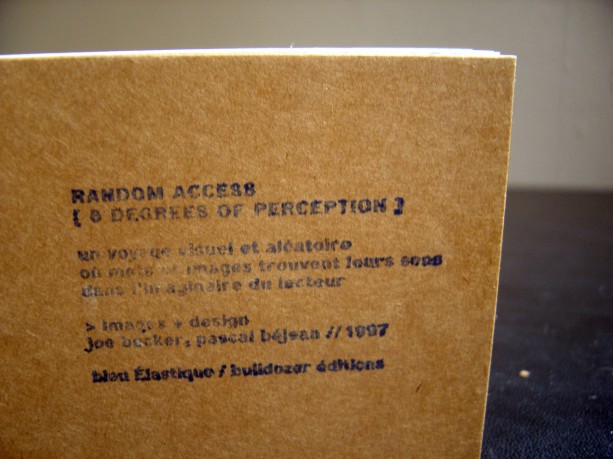 RANDOM ACCESS
[ 8 DEGREES OF PERCEPTION ]
un voyage visuel et aléatoire
où mots et images trouvent leurs sens
dans l'imaginaire du lecteur
> images + design
joe becker, pascal béjean // 1997
bleu Élastique / bulldozer éditions